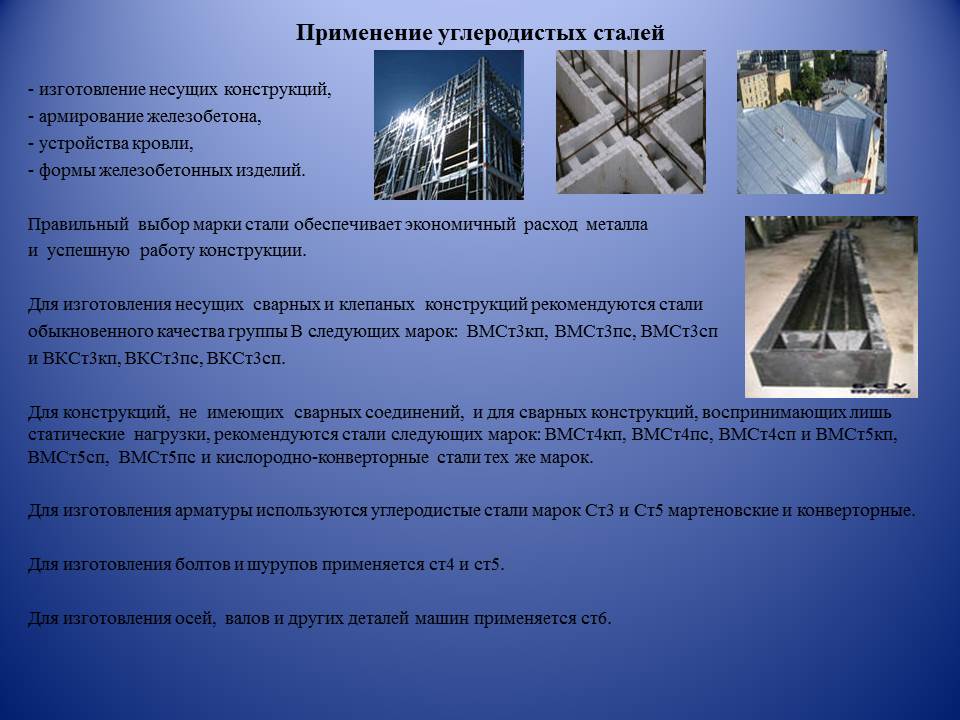 Применение углеродистых сталей
- изготовление несущих конструкций,
- армирование железобетона,
- устройства кровли,
- формы железобетонных изделий.
Правильный выбор марки стали обеспечивает экономичный расход металла
и успешную работу конструкции.
Для изготовления несущих сварных и клепаных конструкций рекомендуются стали
обыкновенного качества группы В следующих марок: ВМСт3кп, ВМСт3пс, ВМСт3сп
и ВКСт3кп, ВКСт3пс, ВКСт3сп.
Для конструкций, не имеющих сварных соединений, и для сварных конструкций, воспринимающих лишь
статические нагрузки, рекомендуются стали следующих марок: ВМСт4кп, ВМСт4пс, ВМСт4сп и ВМСт5кп,
ВМСт5сп, ВМСт5пс и кислородно-конверторные стали тех же марок.
Для изготовления арматуры используются углеродистые стали марок Ст3 и Ст5 мартеновские и конверторные.
Для изготовления болтов и шурупов применяется ст4 и ст5.
Для изготовления осей, валов и других деталей машин применяется ст6.